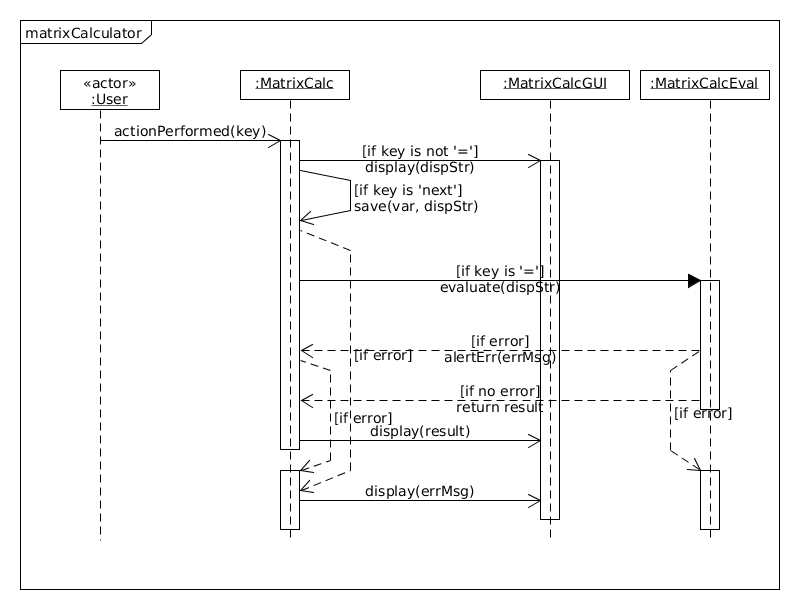 matrixCalculator
«actor»
:User
:MatrixCalc
:MatrixCalcGUI
:MatrixCalcEval
actionPerformed(key)
[if key is not '=']
display(dispStr)
[if key is 'next']
save(var, dispStr)
[if key is '=']
evaluate(dispStr)
[if error]
alertErr(errMsg)
[if error]
[if no error]
return result
[if error]
[if error]
display(result)
display(errMsg)